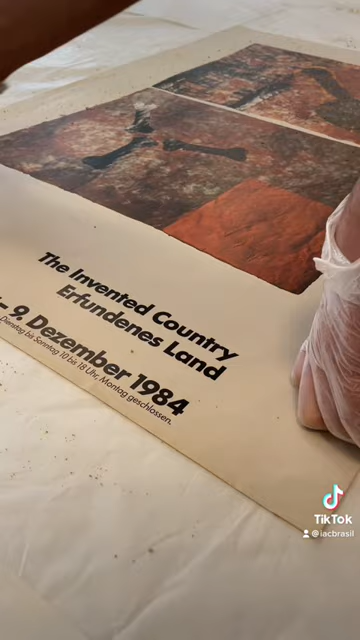 The Invented Country
Erfundenes Land
9. Dezember 1984
Dienstag bis Sonntag 10 bis 18 Uhr, Montag geschlossen.
TikTok
@iacbrasil